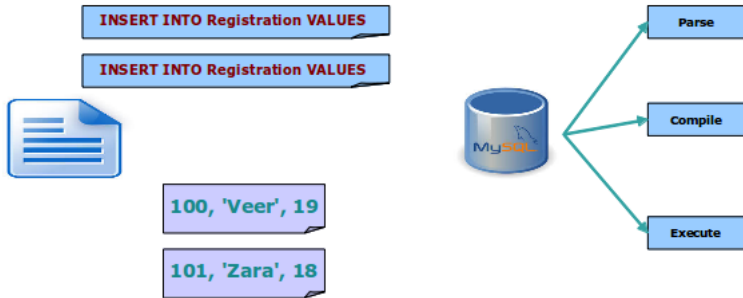 INSERT INTO Registration VALUES
INSERT INTO Registration VALUES
100, 'Veer', 19
101, 'Zara', 18
MySQL
Parse
Compile
Execute